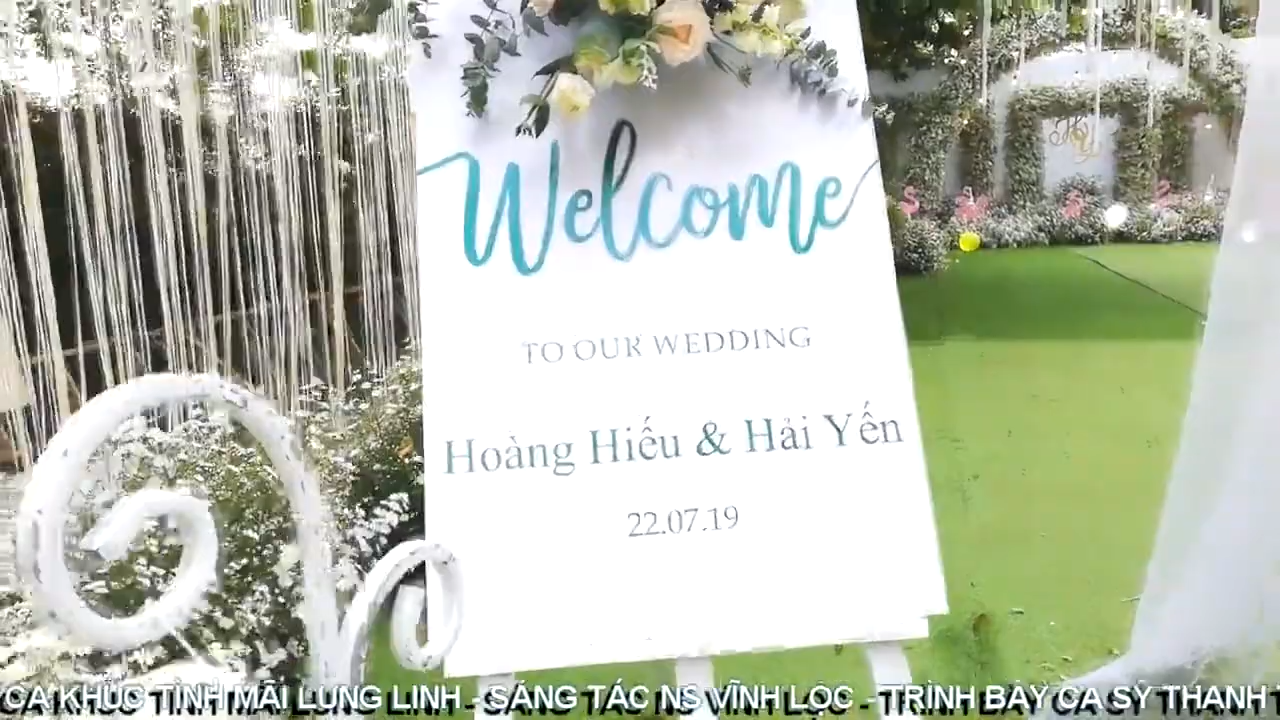 Welcome
TO OUR WEDDING
Hoàng Hiếu & Hải Yến
22.07.19
CA KHÚC TÌNH MÃI LUNG LINH - SÁNG TÁC NS VĨNH LỘC - TRÌNH BÀY CA SỸ THANH